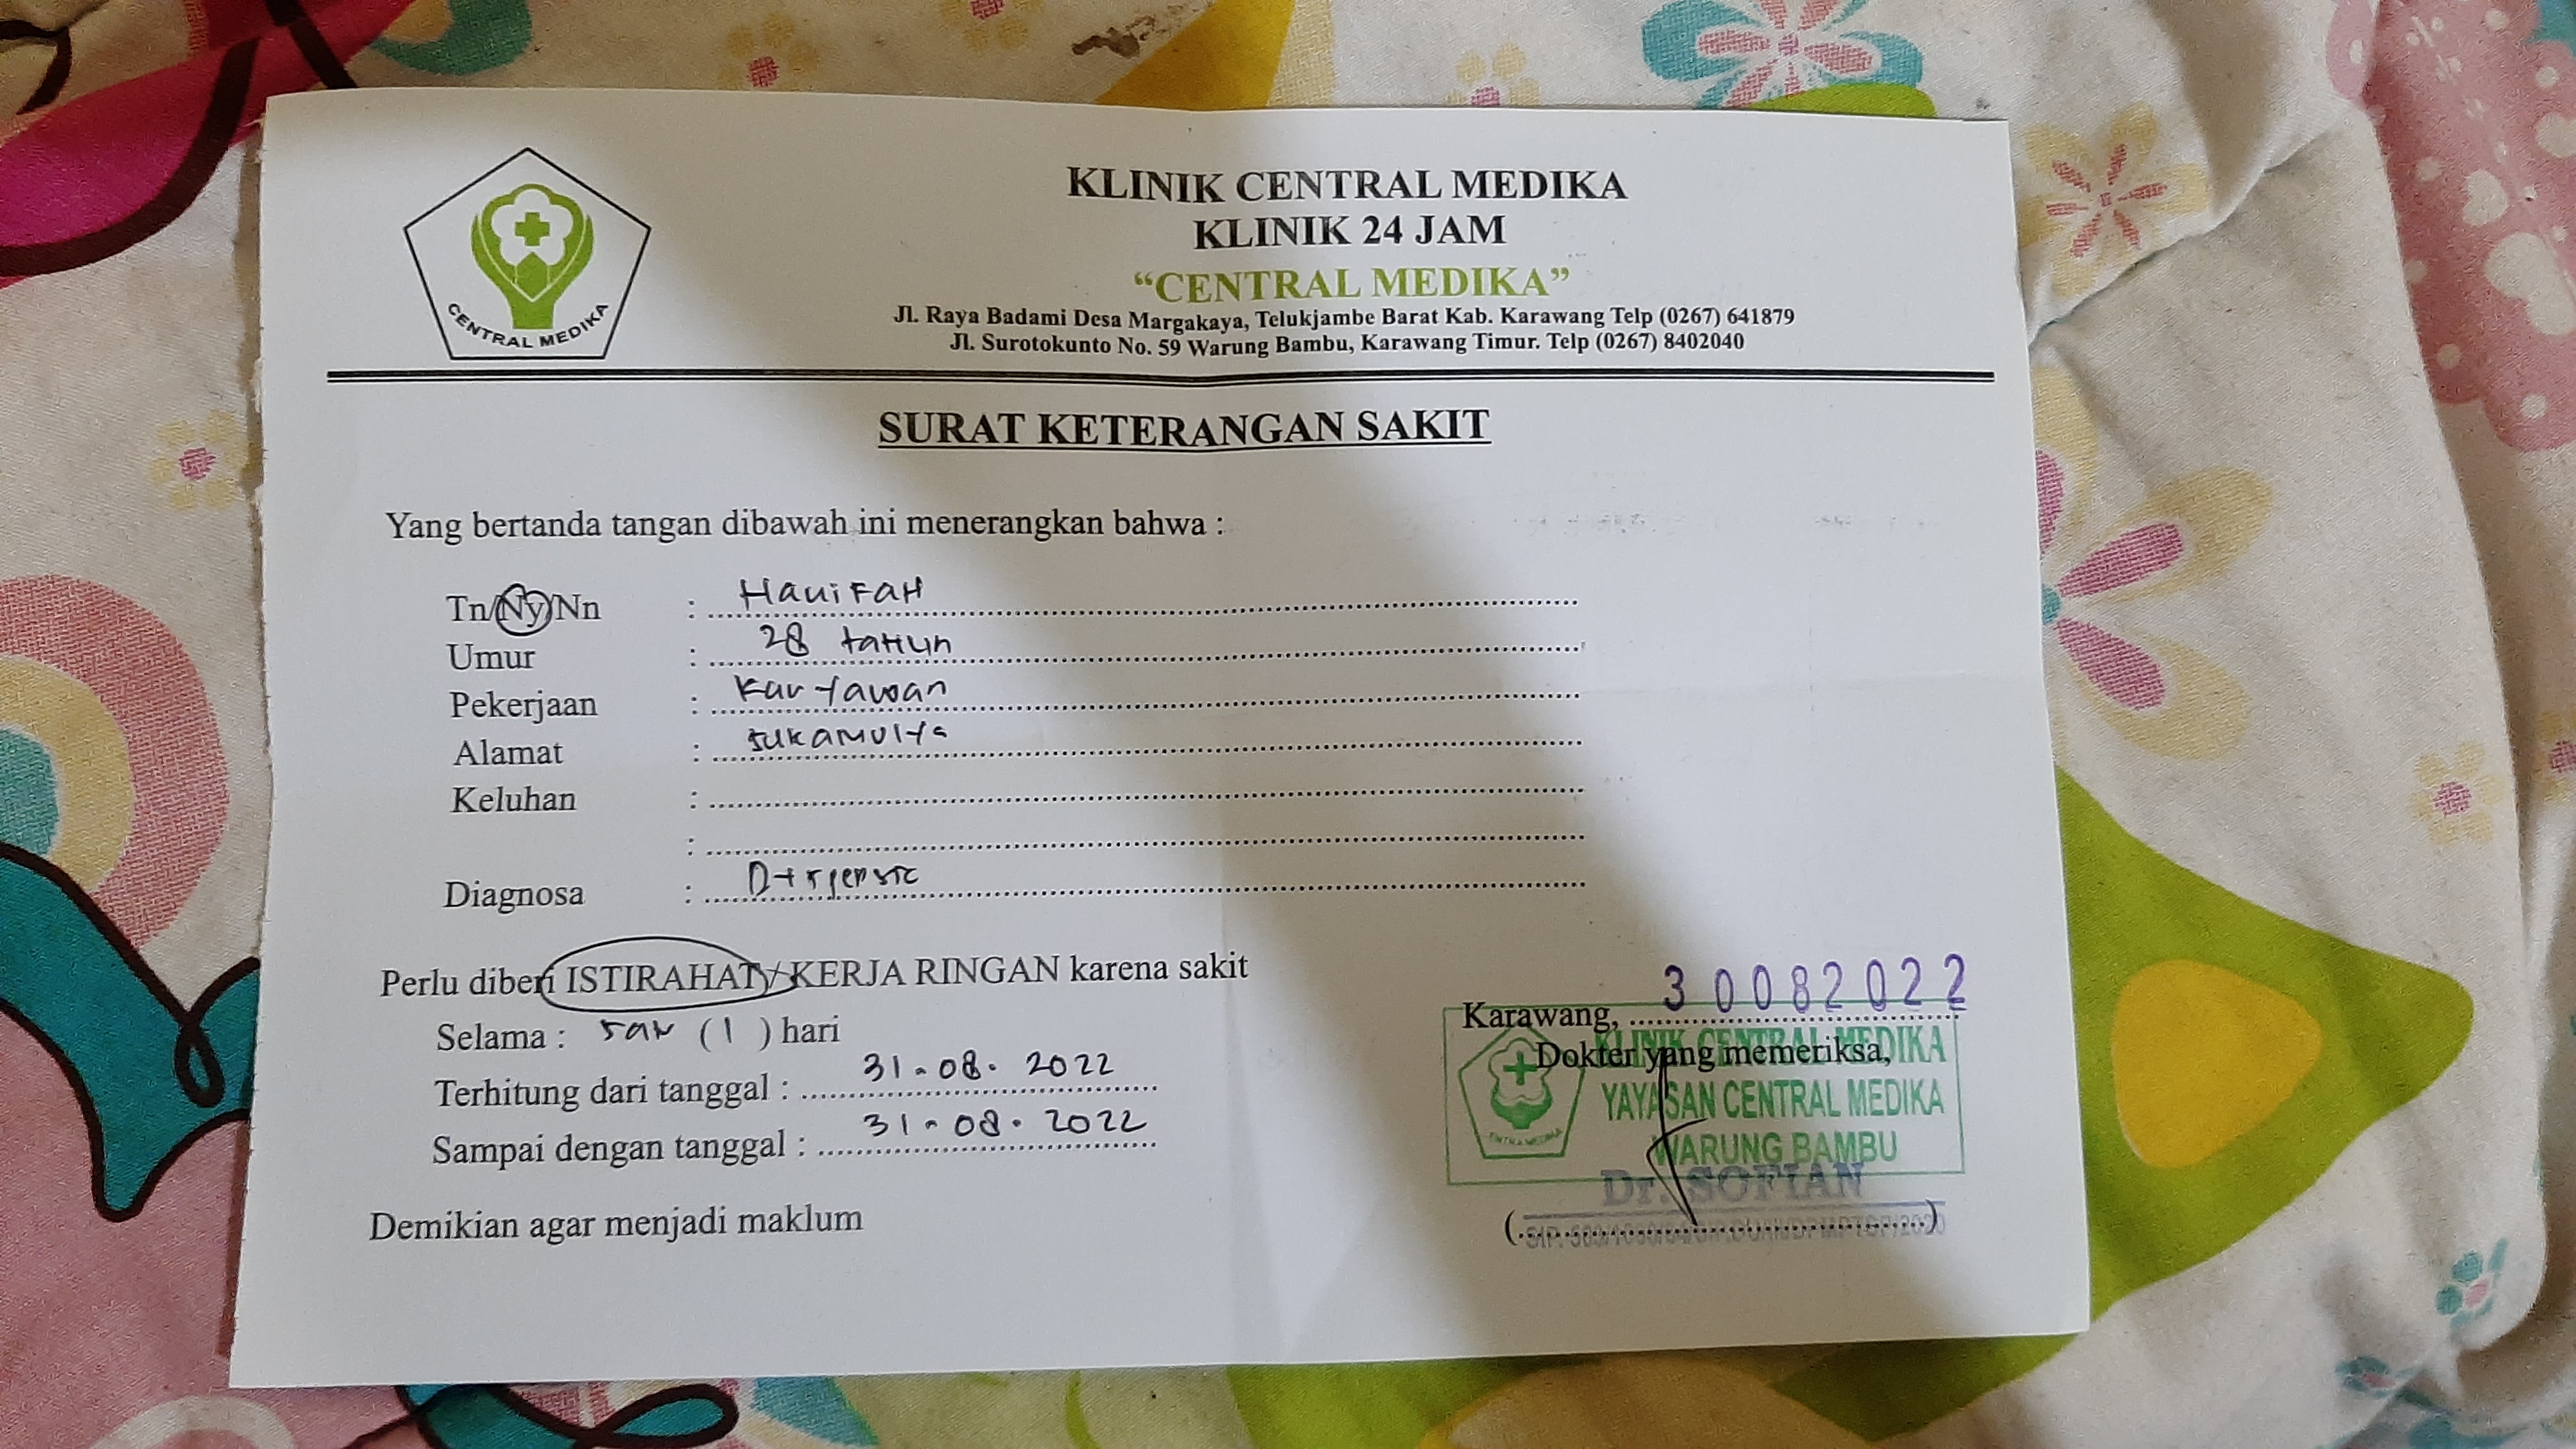 CENTRAL MEDIKA
KLINIK CENTRAL MEDIKA
KLINIK 24 JAM
“CENTRAL MEDIKA”
Jl. Raya Badami Desa Margakaya, Telukjambe Barat Kab. Karawang Telp (0267) 641879
Jl. Surotokunto No. 59 Warung Bambu, Karawang Timur. Telp (0267) 8402040
SURAT KETERANGAN SAKIT
Yang bertanda tangan dibawah ini menerangkan bahwa :
Tn/Ny/Nn : Hanifah
Umur : 28 tahun
Pekerjaan : Karyawan
Alamat : Sukamulya
Keluhan :
:
Diagnosa :
Perlu diberi ISTIRAHAT / KERJA RINGAN karena sakit
Selama : ( 1 ) hari
Terhitung dari tanggal : 31-08-2022
Sampai dengan tanggal : 31-08-2022
Demikian agar menjadi maklum
Karawang, 30082022
Dokter yang memeriksa,
KLINIK CENTRAL MEDIKA
YAYASAN CENTRAL MEDIKA
WARUNG BAMBU
Dr. SOFIAN